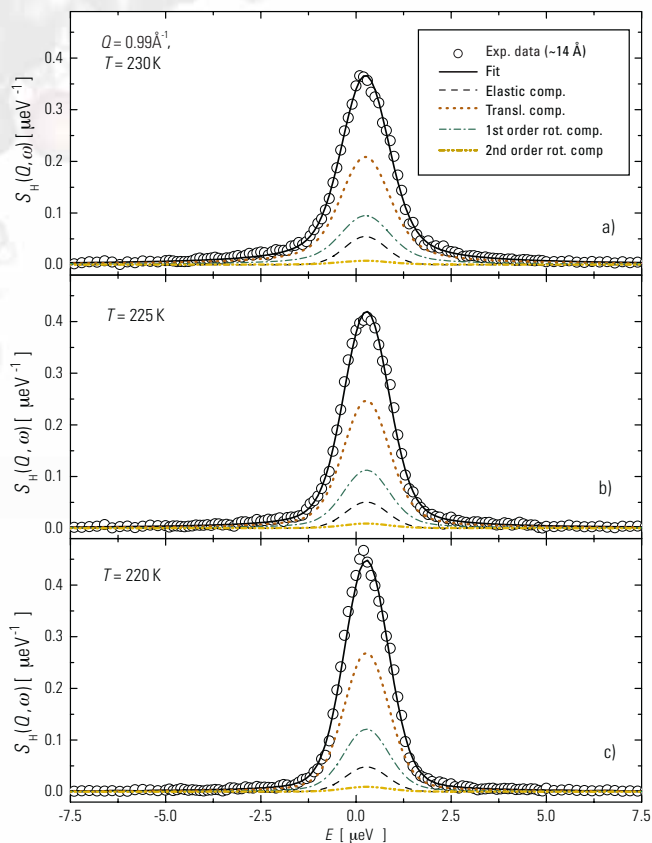 Q = 0.99Å⁻¹,
T = 230 K
Exp. data (~14 Å)
Fit
Elastic comp.
Transl. comp.
1st order rot. comp.
2nd order rot. comp
S_H(Q, ω) [ μeV⁻¹ ]
0.4
0.3
0.2
0.1
0.0
a)
T = 225 K
S_H(Q, ω) [ μeV⁻¹ ]
0.4
0.3
0.2
0.1
0.0
b)
T = 220 K
S_H(Q, ω) [ μeV⁻¹ ]
0.4
0.3
0.2
0.1
0.0
c)
-7.5 -5.0 -2.5 0.0 2.5 5.0 7.5
E [ μeV ]